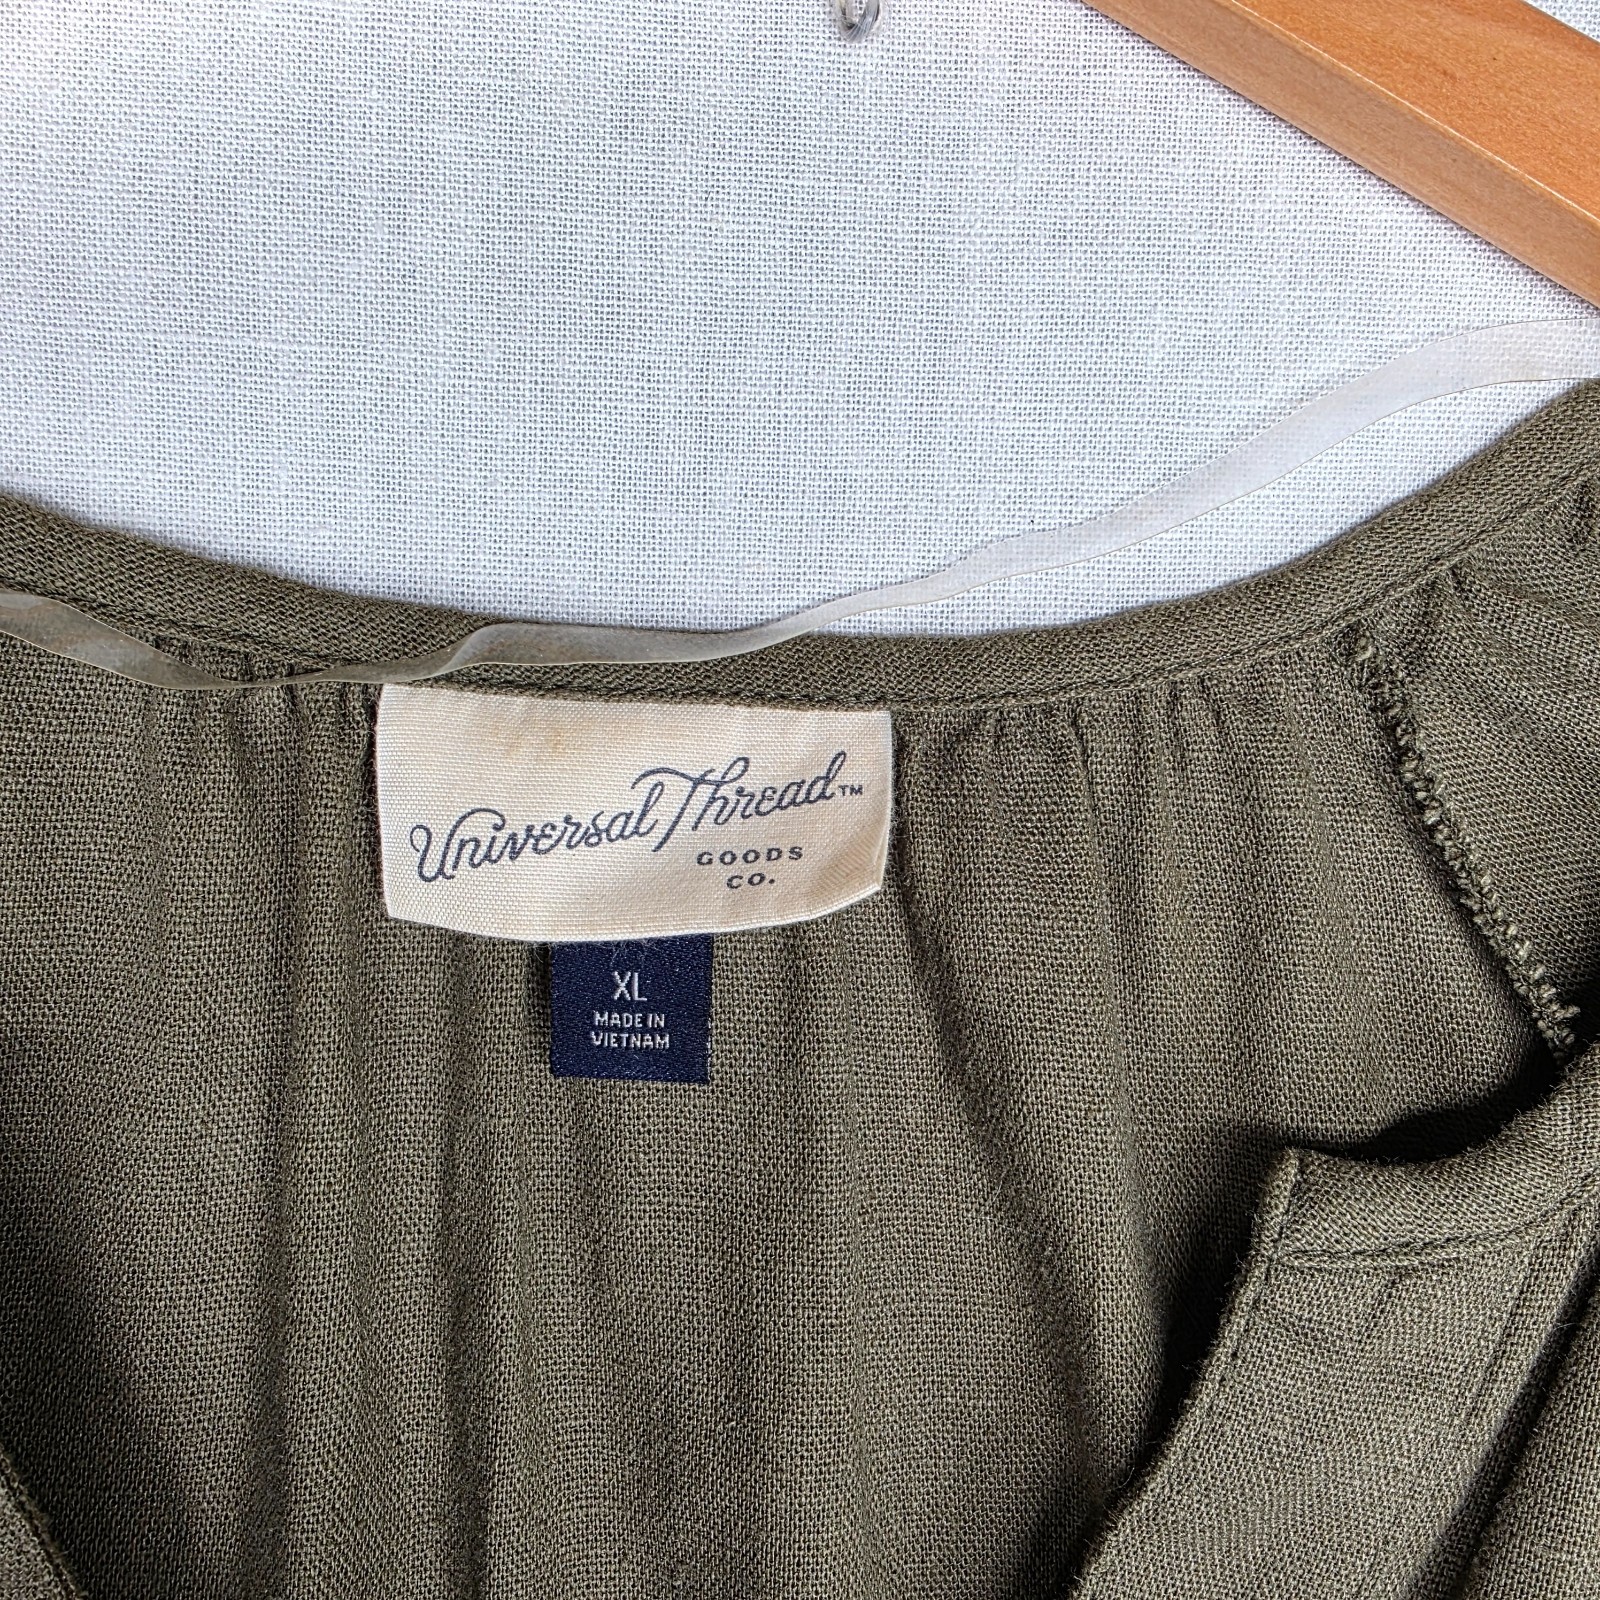 Universal Thread™
GOODS
CO.
XL
MADE IN
VIETNAM